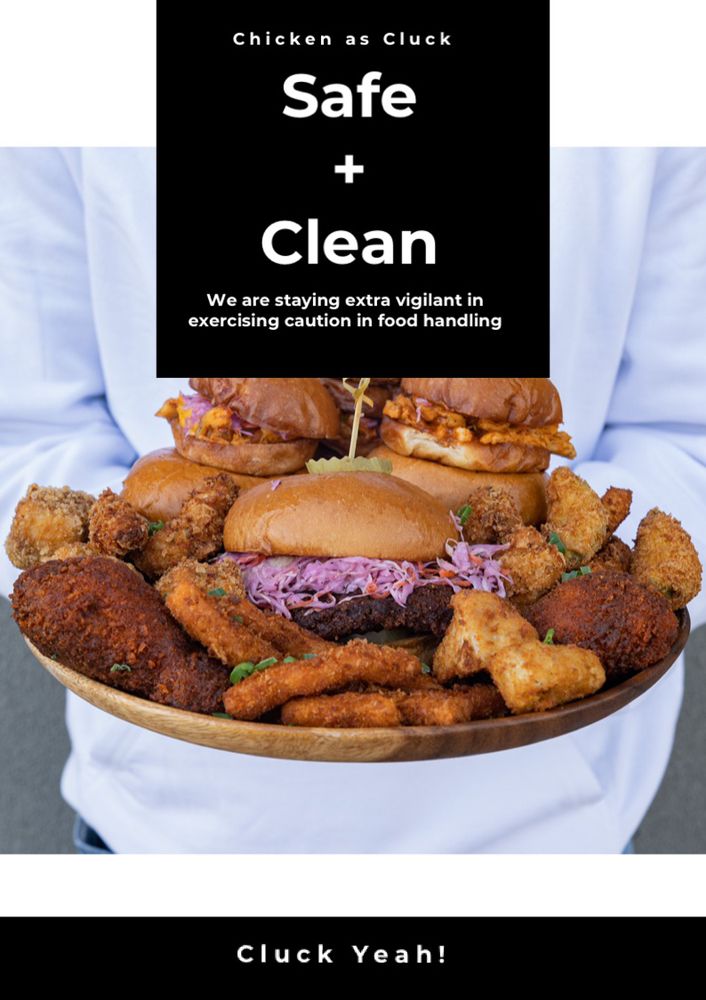 Chicken as Cluck
Safe
+
Clean
We are staying extra vigilant in
exercising caution in food handling
Cluck Yeah!